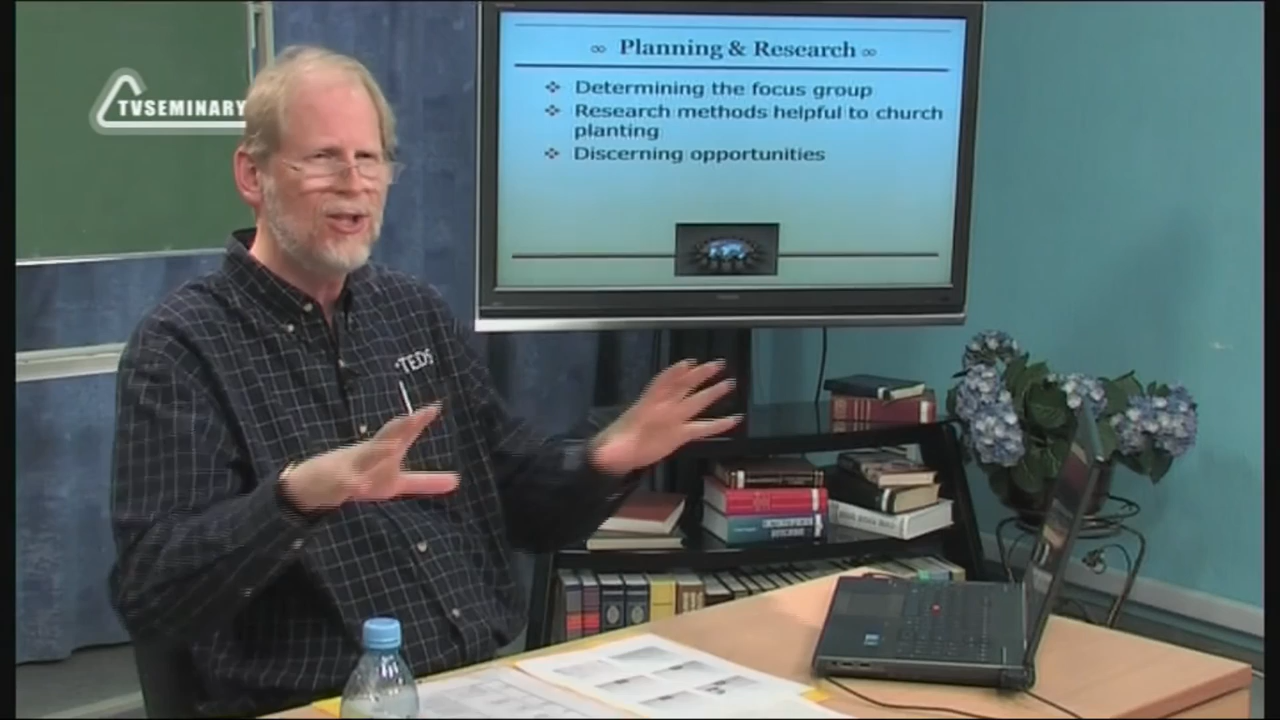 TVSEMINARY
∞ Planning & Research ∞
❖ Determining the focus group
❖ Research methods helpful to church
planting
❖ Discerning opportunities
TEDS